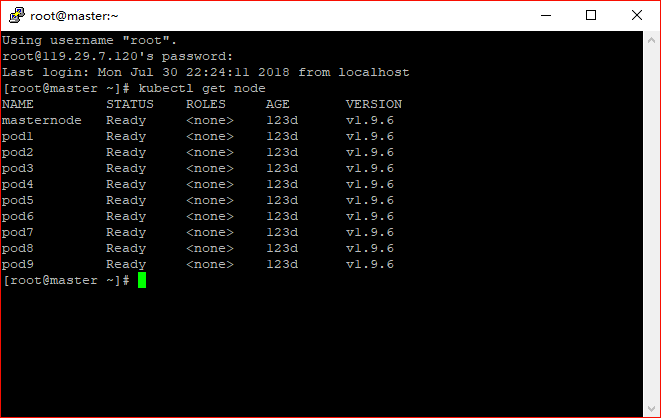 root@master:~
Using username "root".
root@119.29.7.120's password:
Last login: Mon Jul 30 22:24:11 2018 from localhost
[root@master ~]# kubectl get node
NAME STATUS ROLES AGE VERSION
masternode Ready <none> 123d v1.9.6
pod1 Ready <none> 123d v1.9.6
pod2 Ready <none> 123d v1.9.6
pod3 Ready <none> 123d v1.9.6
pod4 Ready <none> 123d v1.9.6
pod5 Ready <none> 123d v1.9.6
pod6 Ready <none> 123d v1.9.6
pod7 Ready <none> 123d v1.9.6
pod8 Ready <none> 123d v1.9.6
pod9 Ready <none> 123d v1.9.6
[root@master ~]#